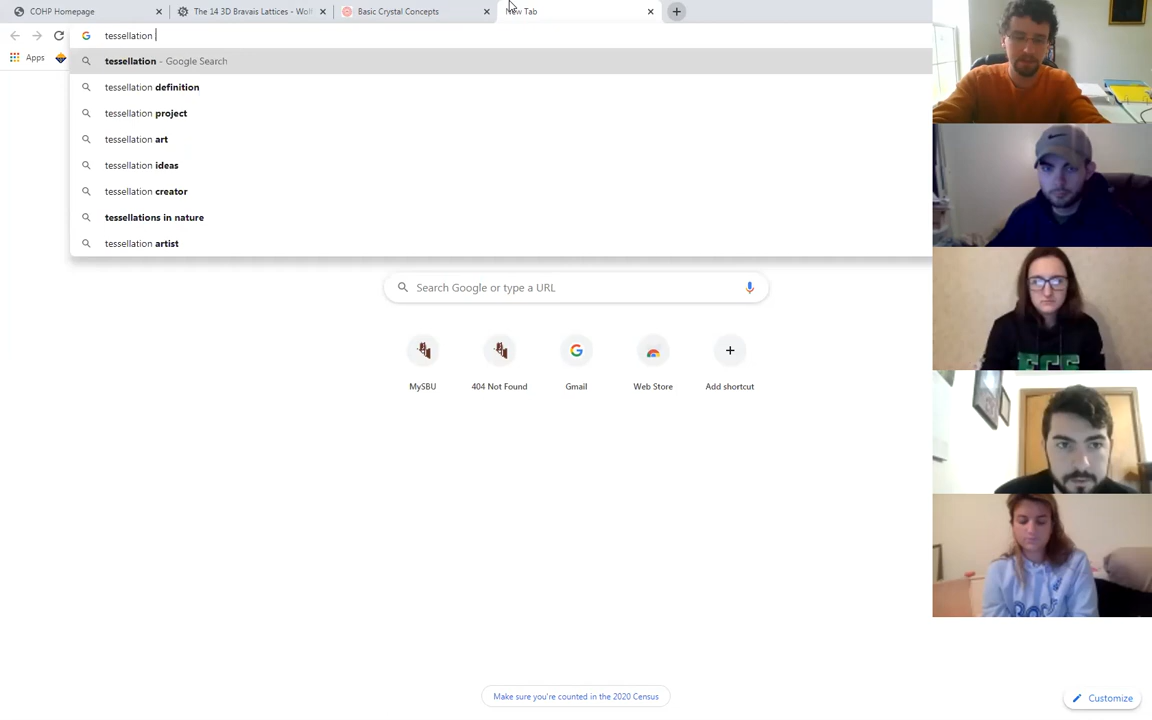 COHP Homepage
The 14 3D Bravais Lattices - Wolf
Basic Crystal Concepts
New Tab
tessellation
Apps
tessellation - Google Search
tessellation definition
tessellation project
tessellation art
tessellation ideas
tessellation creator
tessellations in nature
tessellation artist
Search Google or type a URL
MySBU
404 Not Found
Gmail
Web Store
Add shortcut
Make sure you're counted in the 2020 Census
Customize